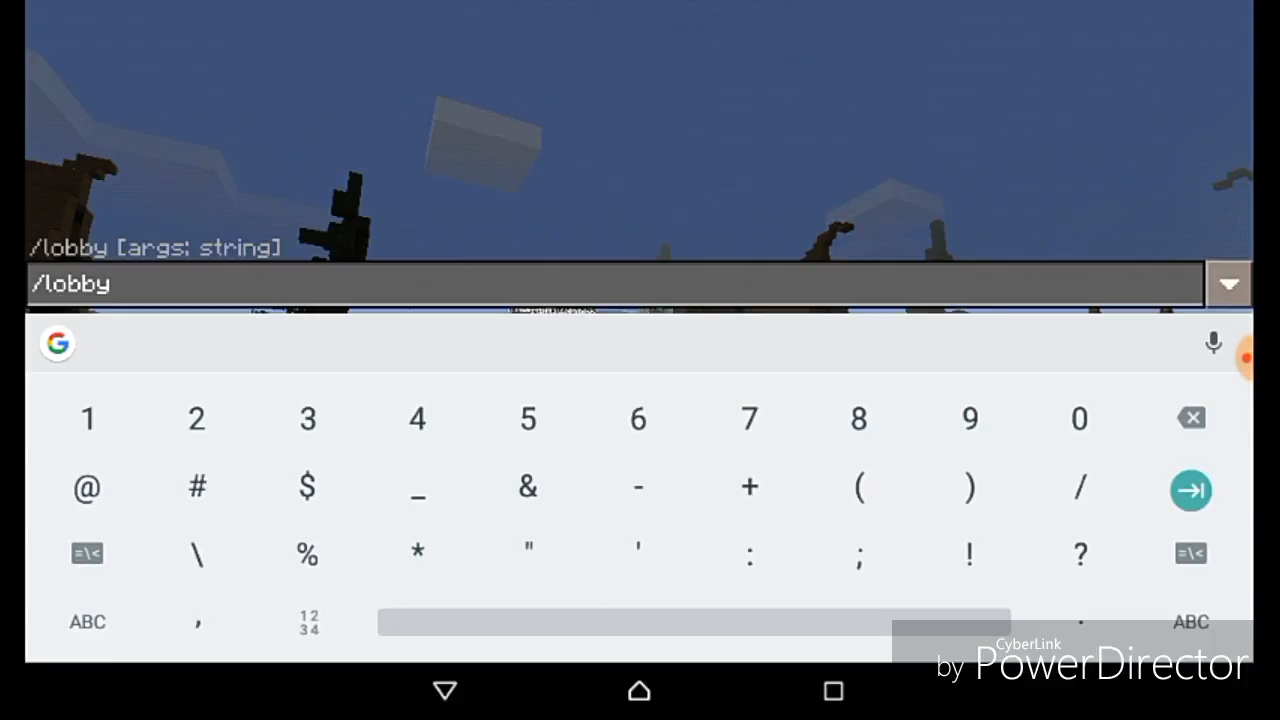 /lobby [args: string]
/lobby
G
1 2 3 4 5 6 7 8 9 0
@ # $ _ & - + ( ) /
=\< \ % * " ' : ; ! ? =\<
ABC , 12 34 . ABC
CyberLink
by PowerDirector